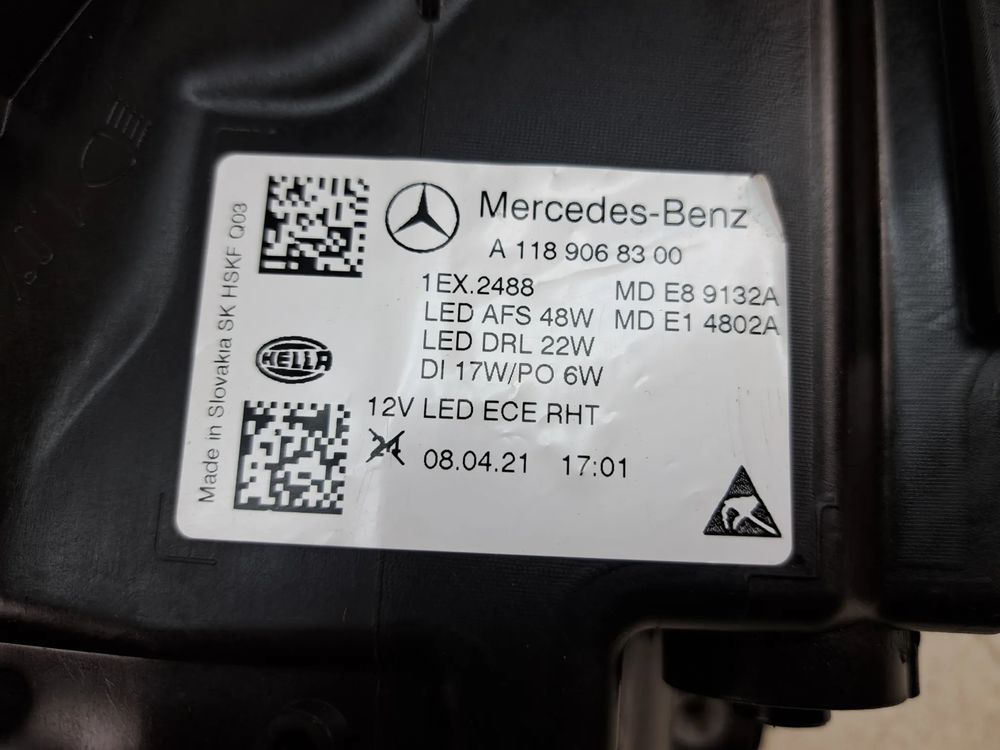 Mercedes-Benz
A 118 906 83 00
1EX.2488 MD E8 9132A
LED AFS 48W MD E1 4802A
LED DRL 22W
DI 17W/PO 6W
12V LED ECE RHT
24 08.04.21 17:01
HELLA
Made in Slovakia SK HSKF Q03